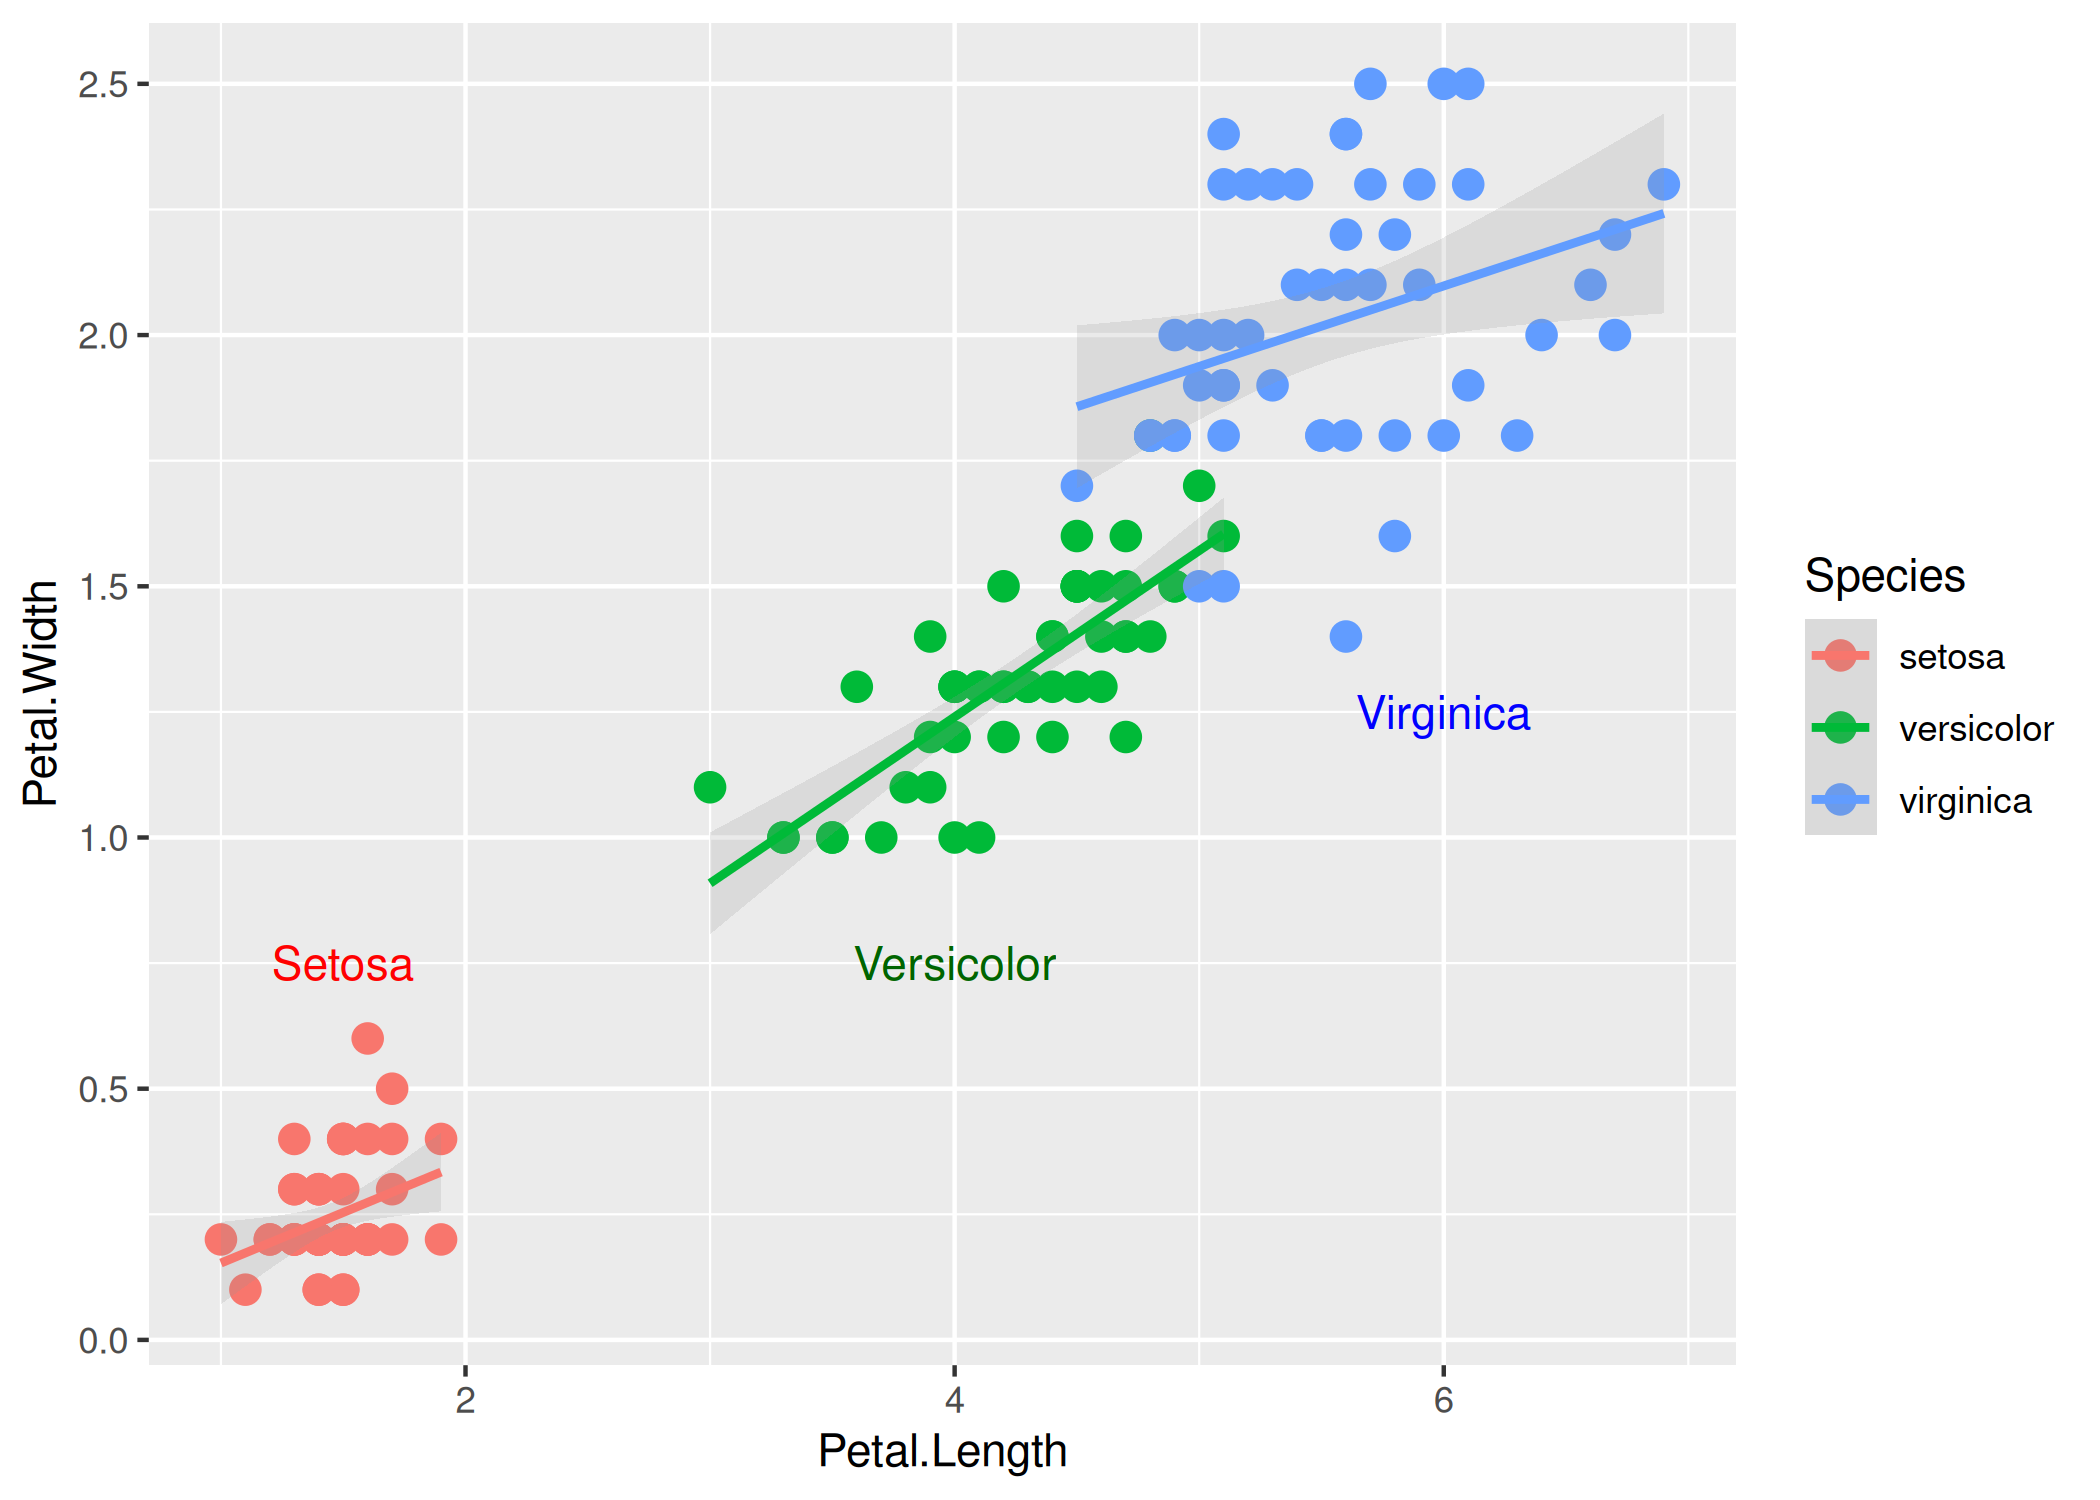 2.5
2.0
1.5
1.0
0.5
0.0
Petal.Width
Virginica
Setosa
Versicolor
2 4 6
Petal.Length
Species
setosa
versicolor
virginica